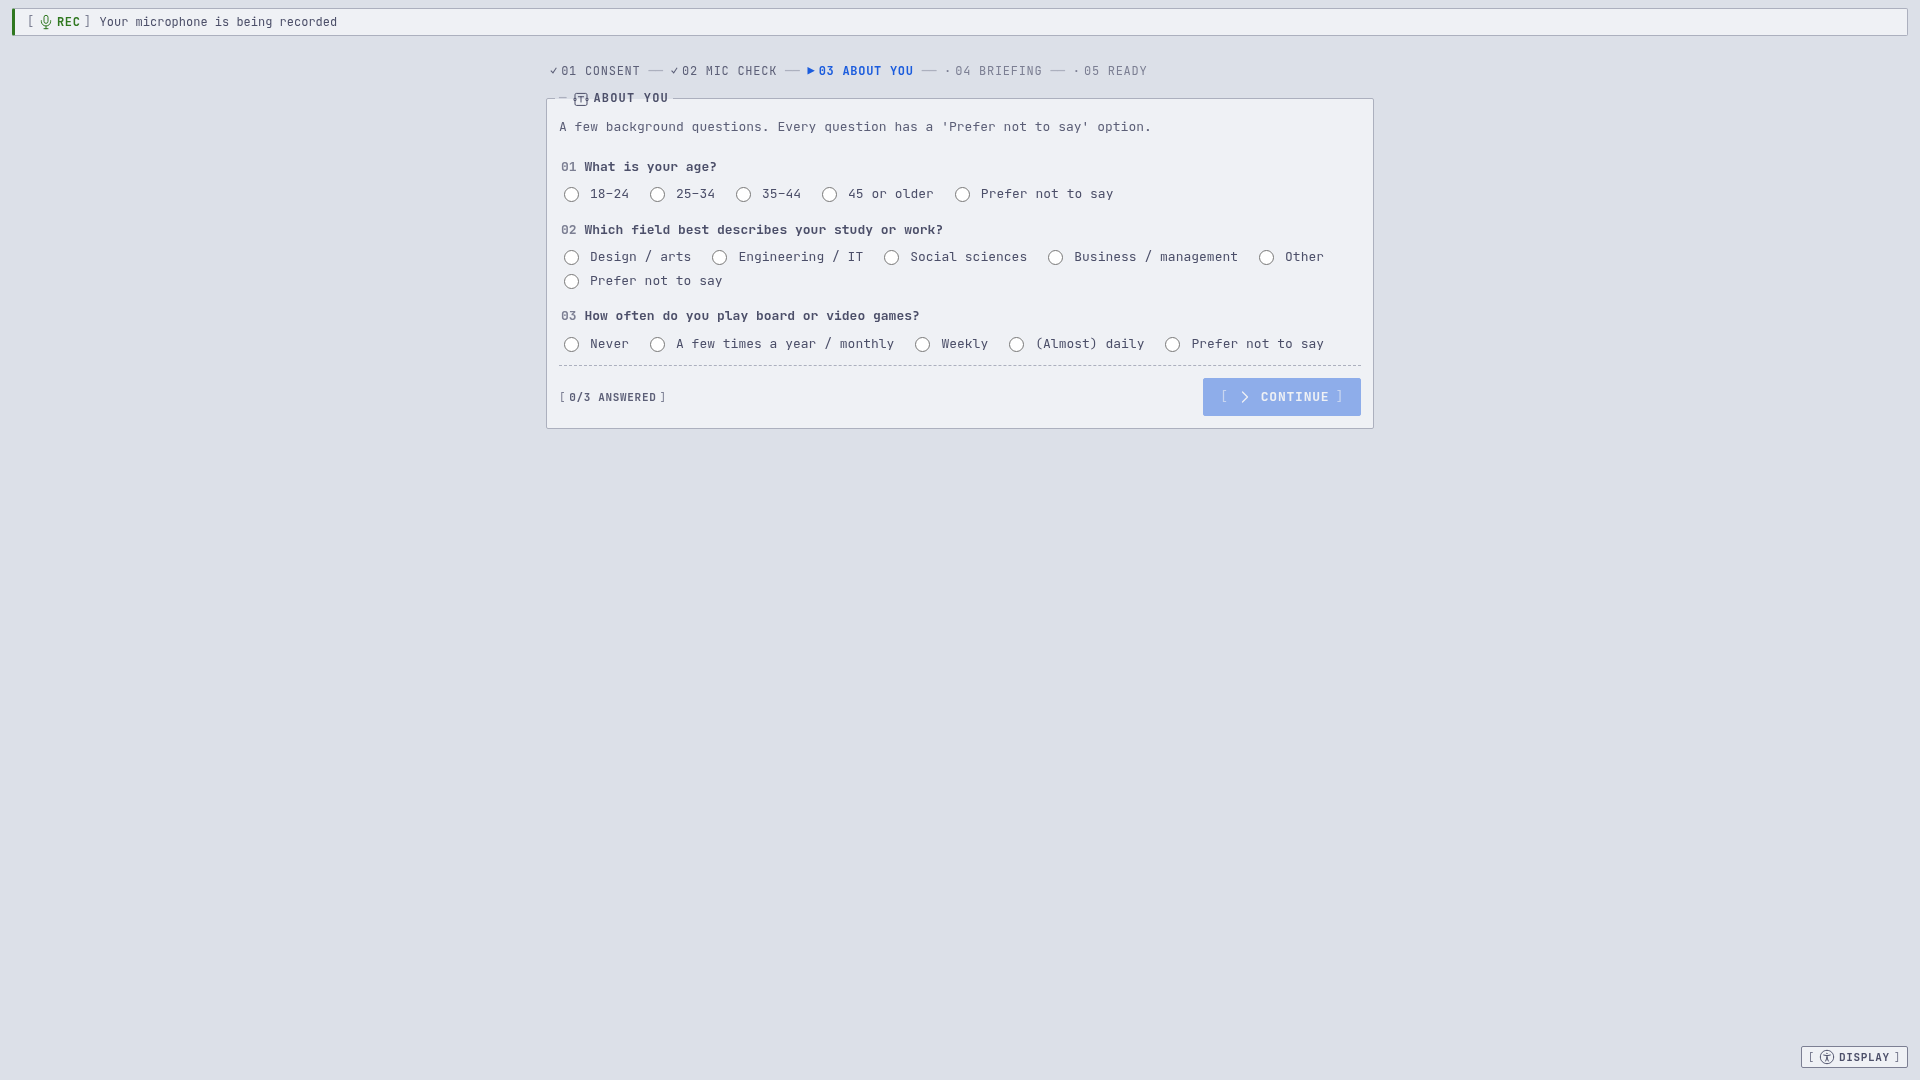 [ REC ] Your microphone is being recorded
✓ 01 CONSENT — ✓ 02 MIC CHECK — ▶ 03 ABOUT YOU — · 04 BRIEFING — · 05 READY
ABOUT YOU
A few background questions. Every question has a 'Prefer not to say' option.
01 What is your age?
18–24 25–34 35–44 45 or older Prefer not to say
02 Which field best describes your study or work?
Design / arts Engineering / IT Social sciences Business / management Other
Prefer not to say
03 How often do you play board or video games?
Never A few times a year / monthly Weekly (Almost) daily Prefer not to say
[ 0/3 ANSWERED ] [ > CONTINUE ]
[ DISPLAY ]